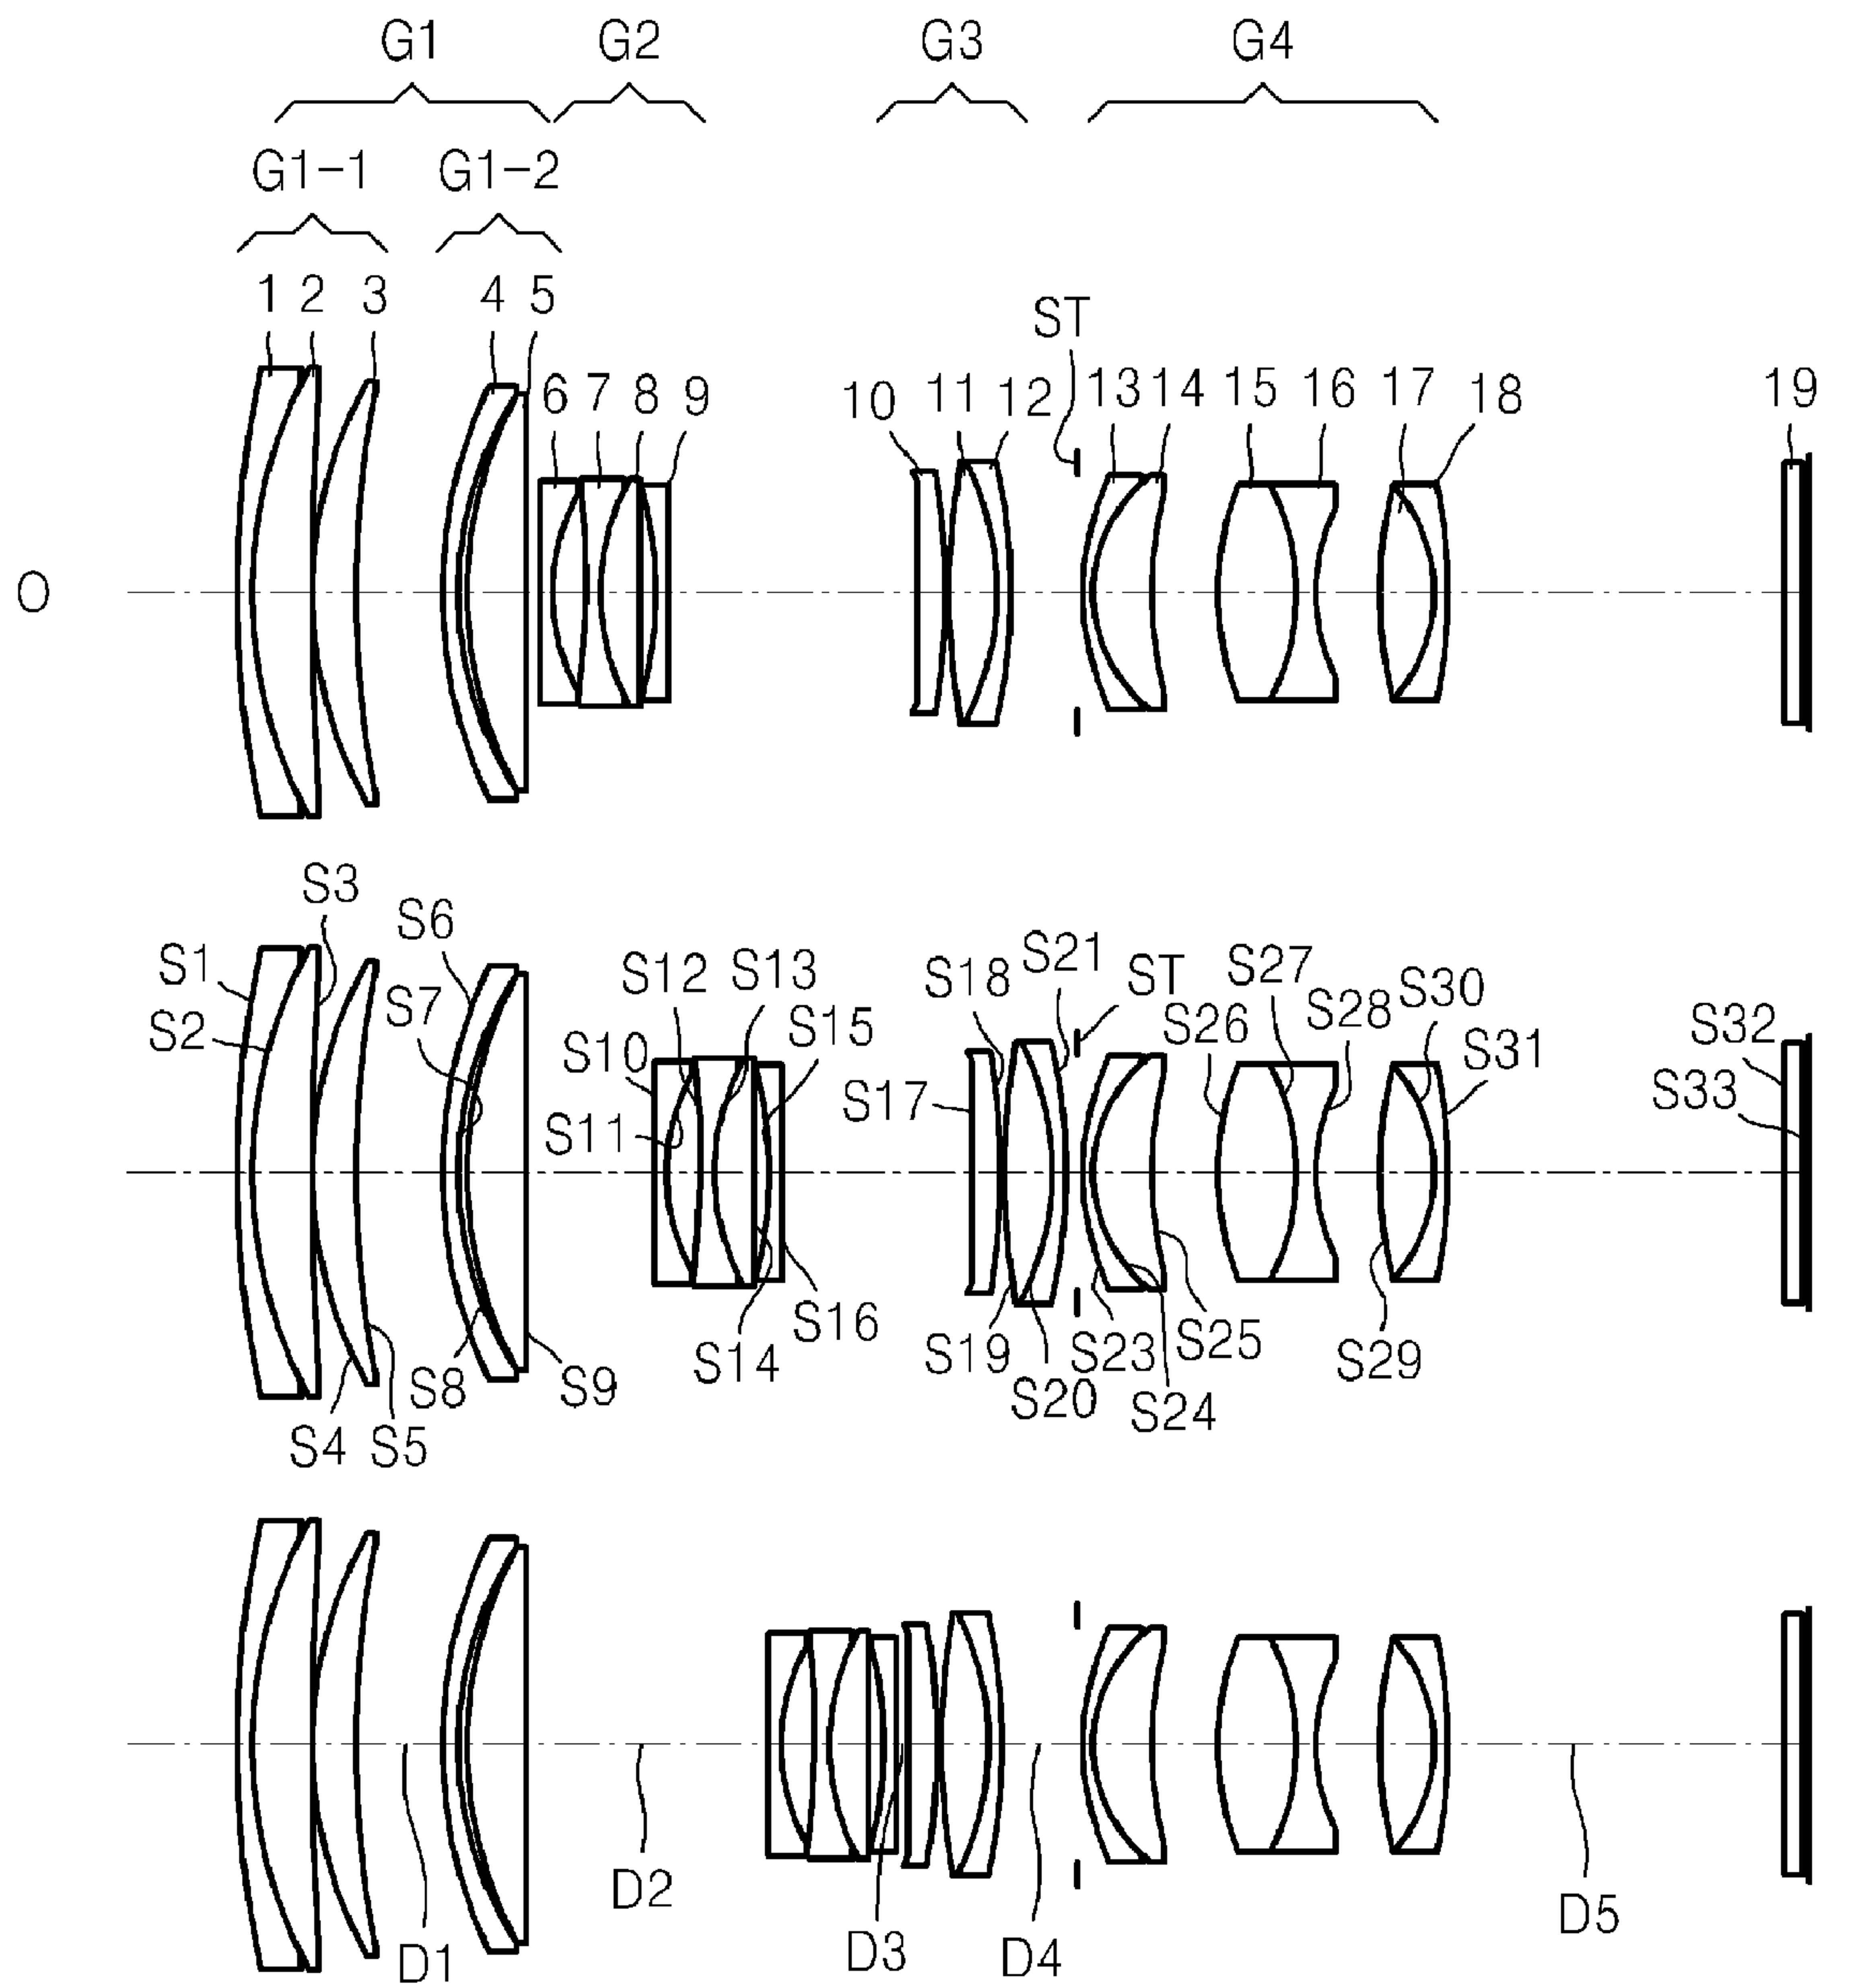 G1 G2 G3 G4
G1-1 G1-2
1 2 3 4 5
ST
6 7 8 9 10 11 12 13 14 15 16 17 18 19
O
S3
S6
S1 S12 S13 S21 ST S27
S7 S18 S30
S2 S15 S26 S28 S32
S10 S31
S17 S33
S11
S16
S14 S19 S23 S25 S29
S8 S9 S20 S24
S4 S5
D2
D1 D3 D4 D5